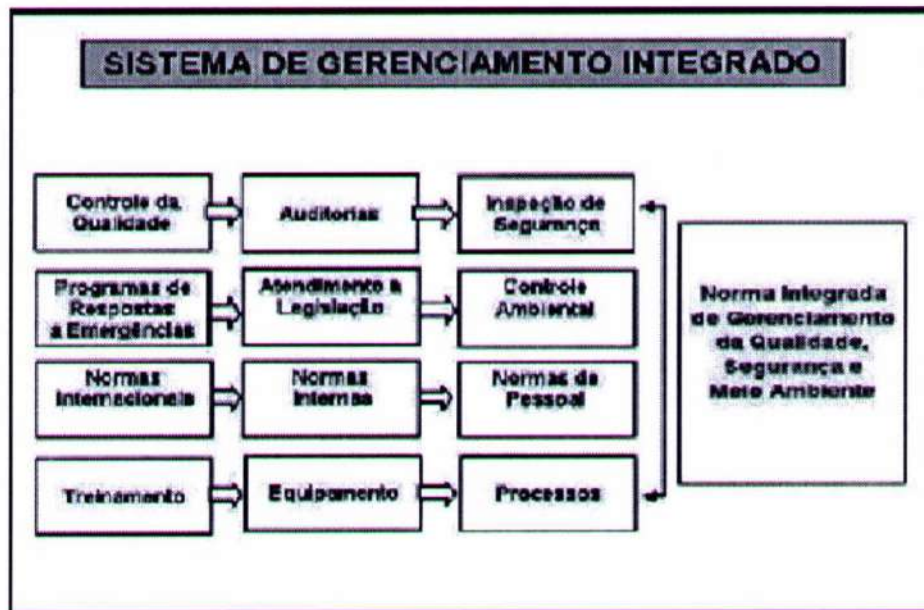 SISTEMA DE GERENCIAMENTO INTEGRADO
Controle da
Qualidade
Auditorias
Inspeção de
Segurança
Programas de
Respostas
a Emergências
Atendimento a
Legislação
Controle
Ambiental
Normas
Internacionais
Normas
Internas
Normas de
Pessoal
Treinamento
Equipamento
Processos
Norma Integrada
de Gerenciamento
da Qualidade,
Segurança e
Meio Ambiente